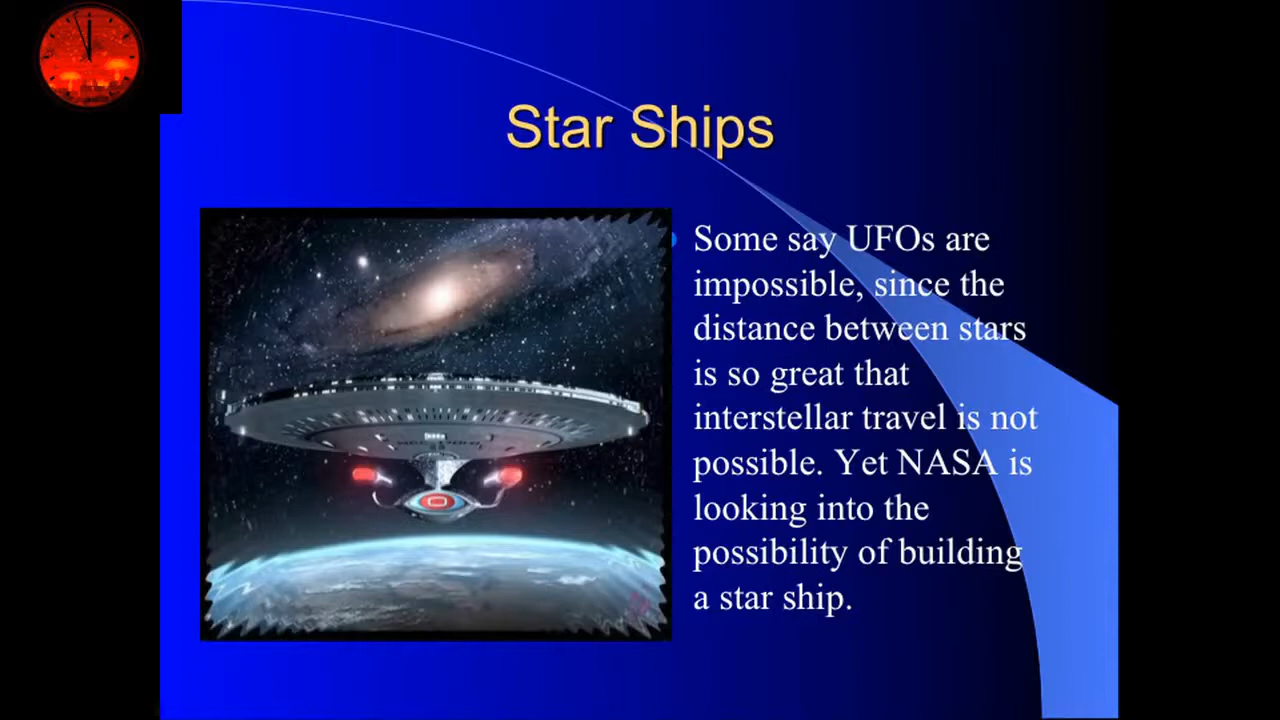 Star Ships
Some say UFOs are
impossible, since the
distance between stars
is so great that
interstellar travel is not
possible. Yet NASA is
looking into the
possibility of building
a star ship.